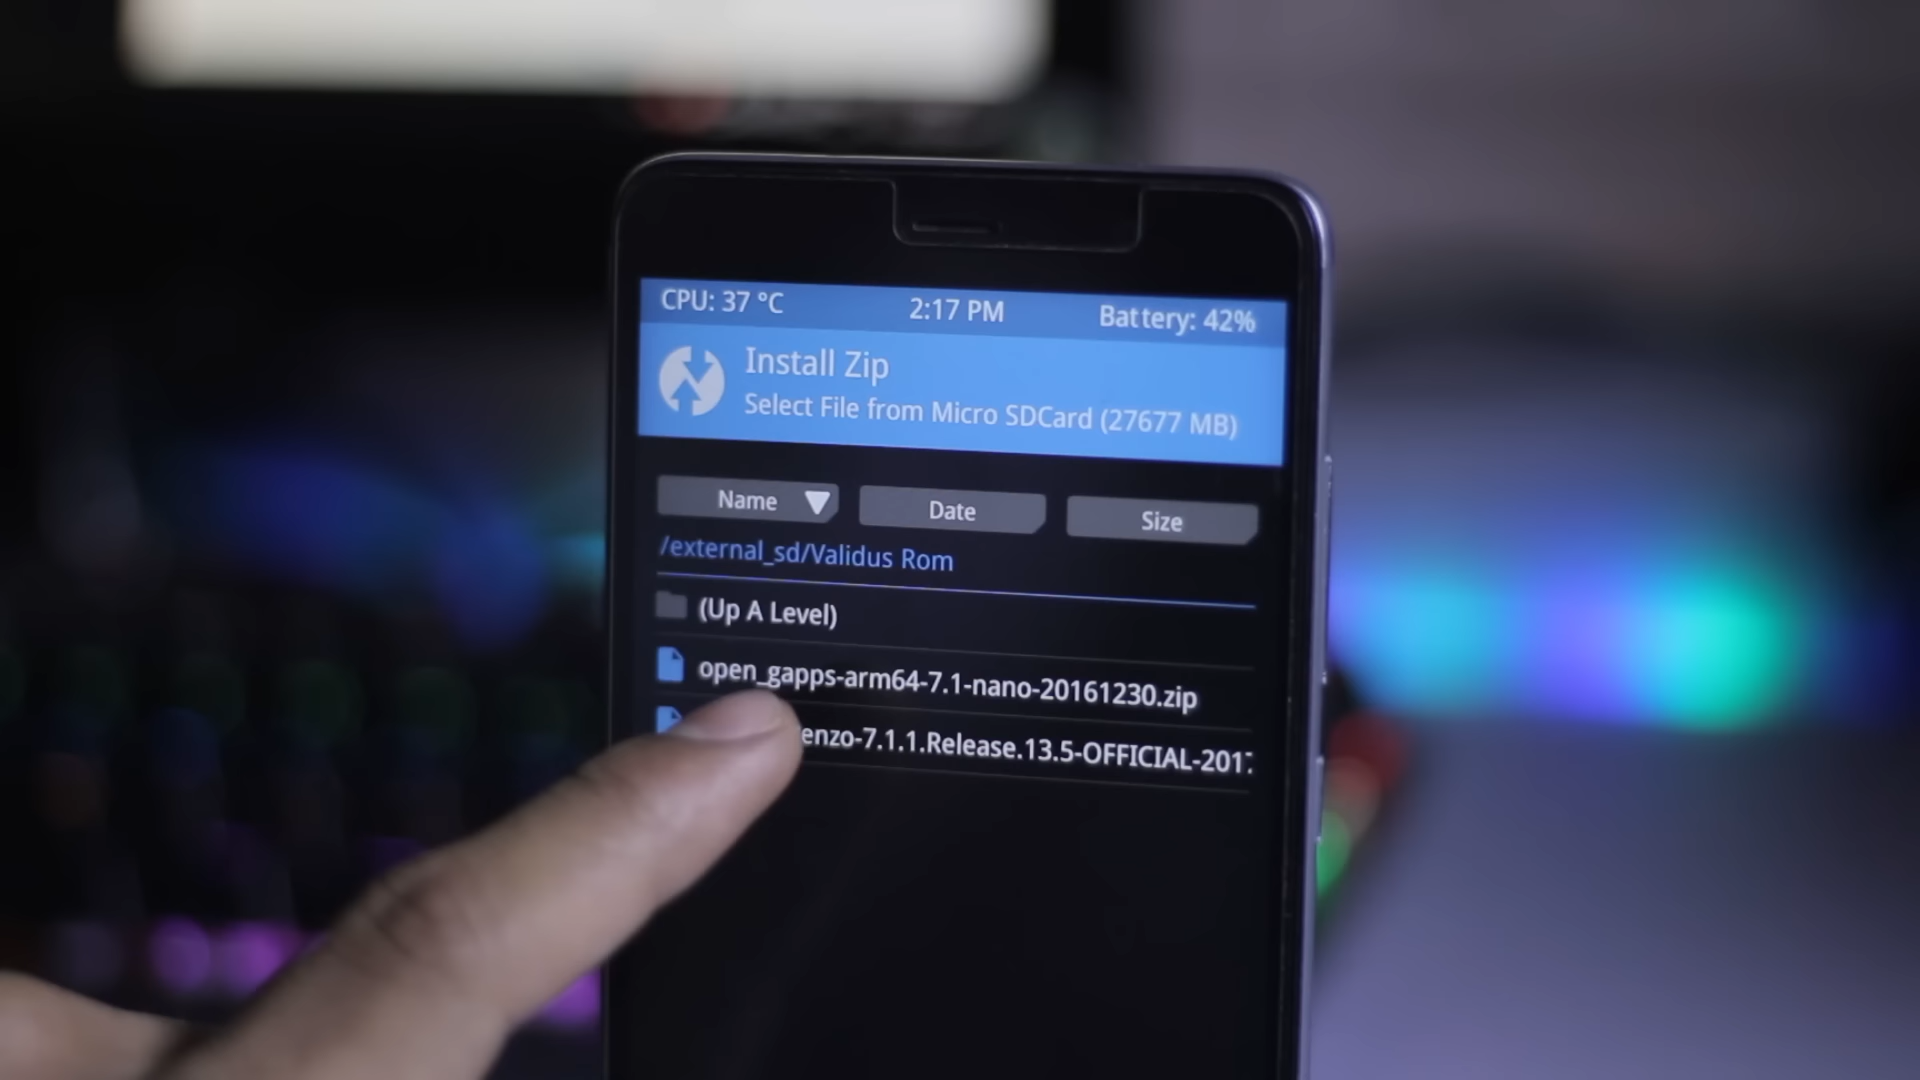 CPU: 37 °C 2:17 PM Battery: 42%
Install Zip
Select File from Micro SDCard (27677 MB)
Name Date Size
/external_sd/Validus Rom
(Up A Level)
open_gapps-arm64-7.1-nano-20161230.zip
enzo-7.1.1.Release.13.5-OFFICIAL-201